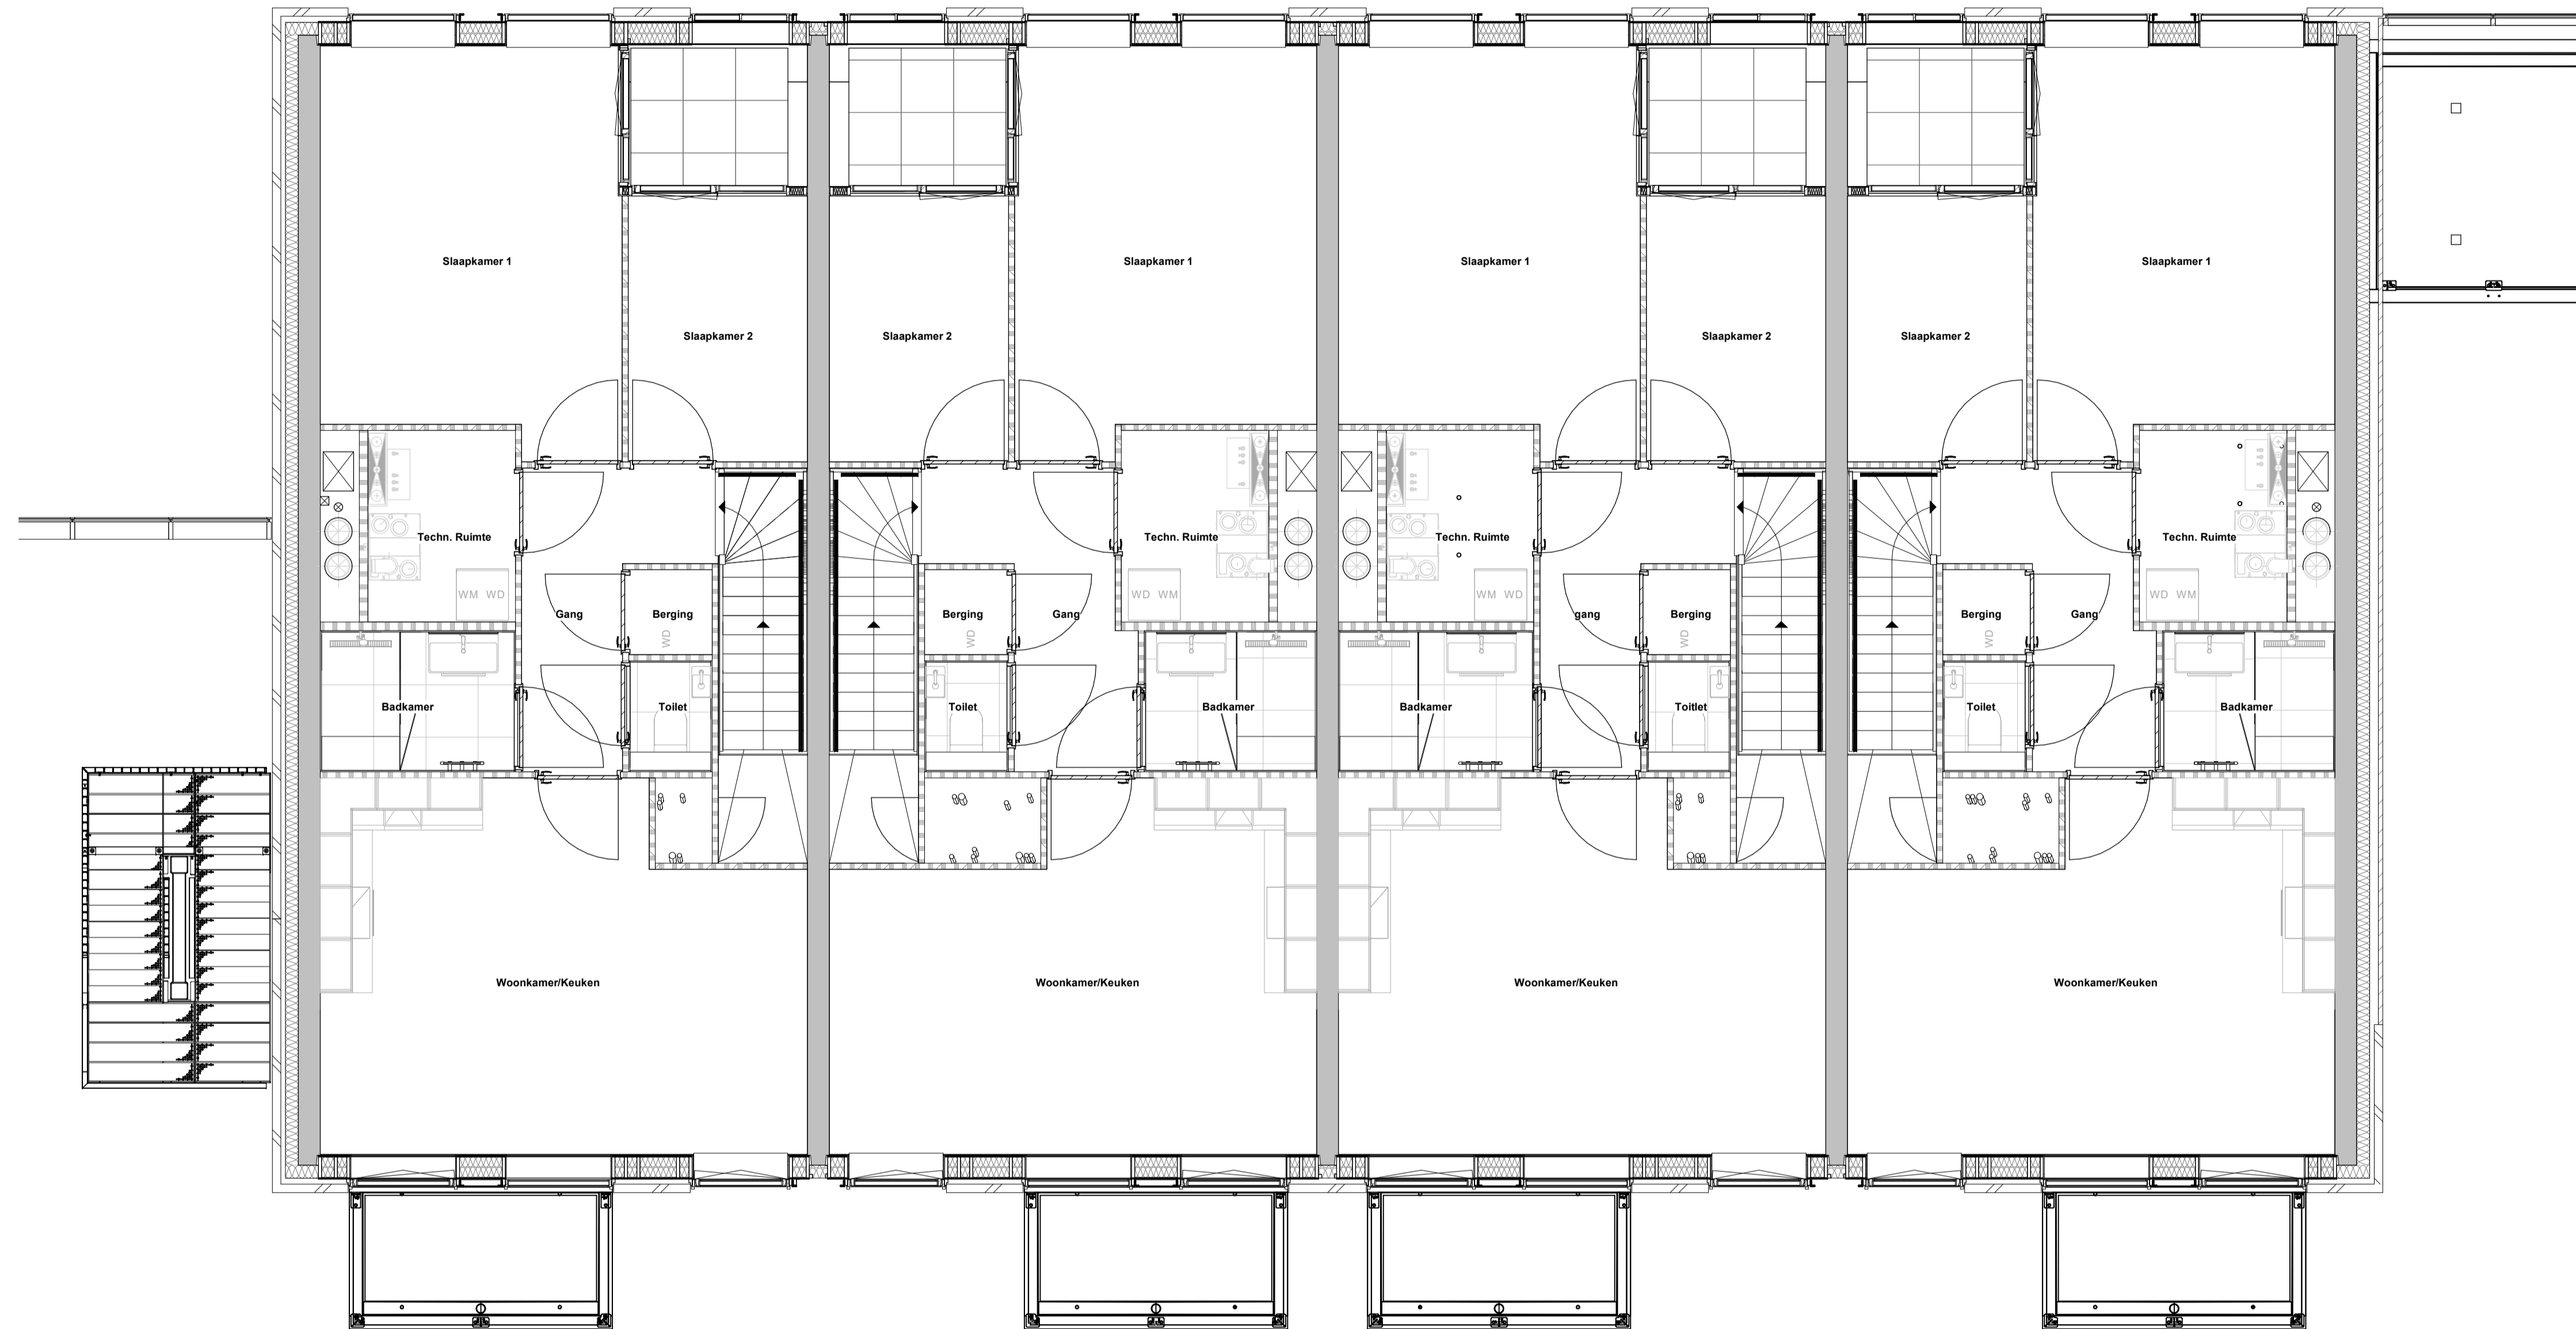 Slaapkamer 1
Slaapkamer 1
Slaapkamer 1
Slaapkamer 1
Slaapkamer 2
Slaapkamer 2
Slaapkamer 2
Slaapkamer 2
Techn. Ruimte
Techn. Ruimte
Techn. Ruimte
Techn. Ruimte
WM WD
WD WM
WM WD
WD WM
Gang
Berging
Berging
Gang
gang
Berging
Berging
Gang
WD
WD
WD
WD
Badkamer
Toilet
Toilet
Badkamer
Badkamer
Toitlet
Toilet
Badkamer
Woonkamer/Keuken
Woonkamer/Keuken
Woonkamer/Keuken
Woonkamer/Keuken